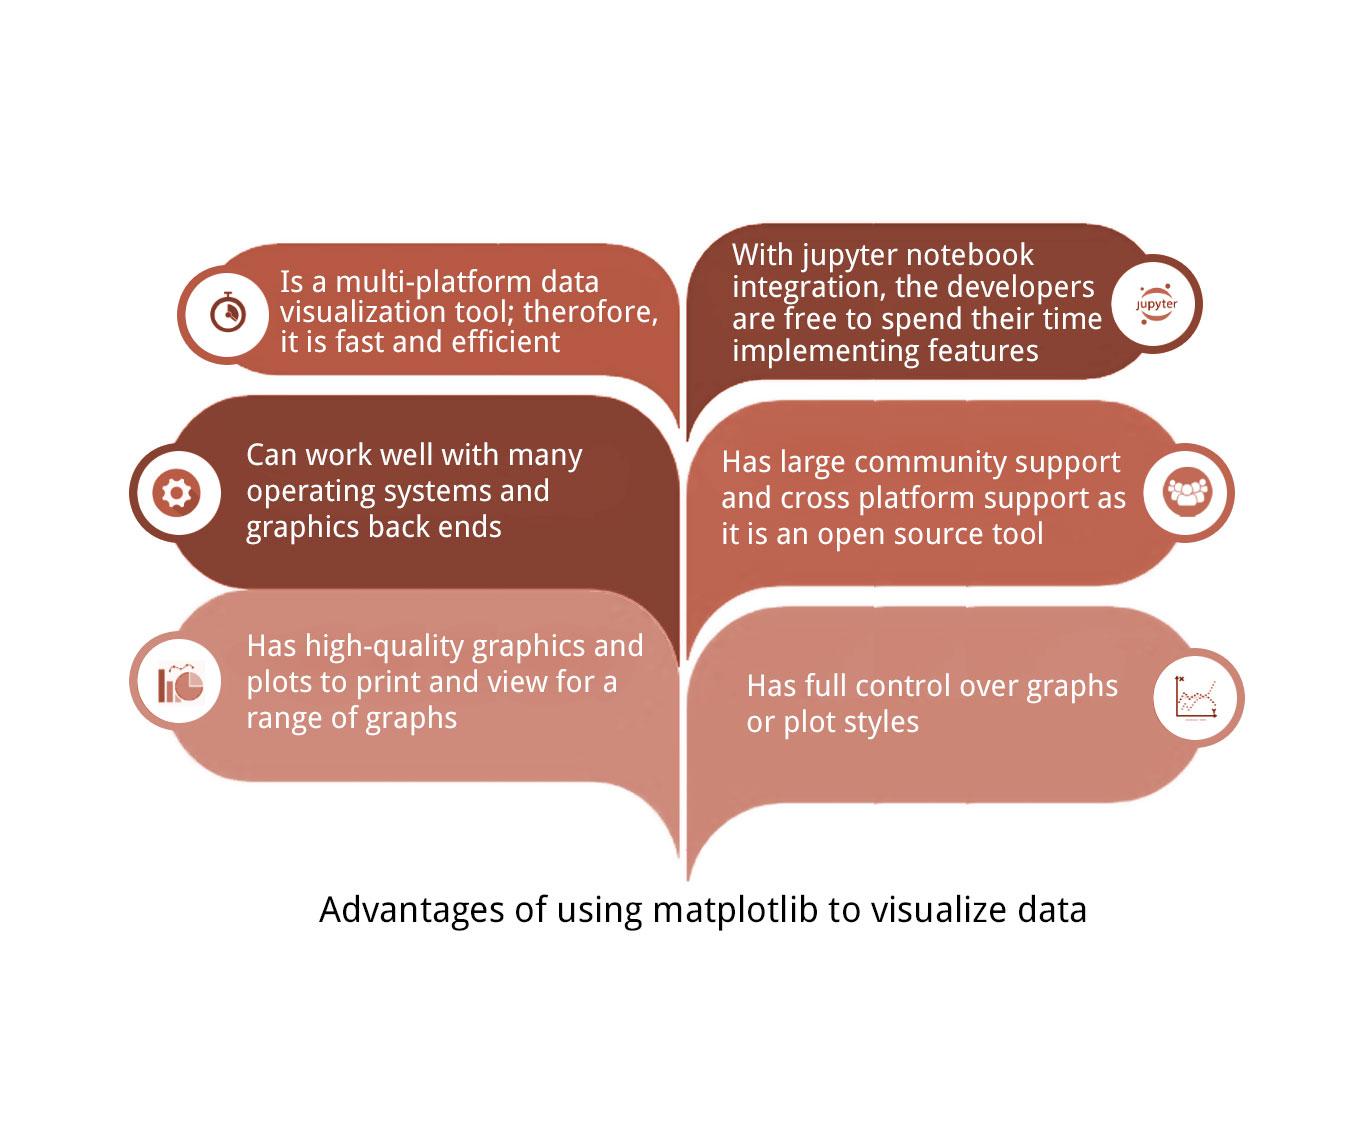 Is a multi-platform data
visualization tool; therofore,
it is fast and efficient
With jupyter notebook
integration, the developers
are free to spend their time
implementing features
jupyter
Can work well with many
operating systems and
graphics back ends
Has large community support
and cross platform support as
it is an open source tool
Has high-quality graphics and
plots to print and view for a
range of graphs
Has full control over graphs
or plot styles
Advantages of using matplotlib to visualize data